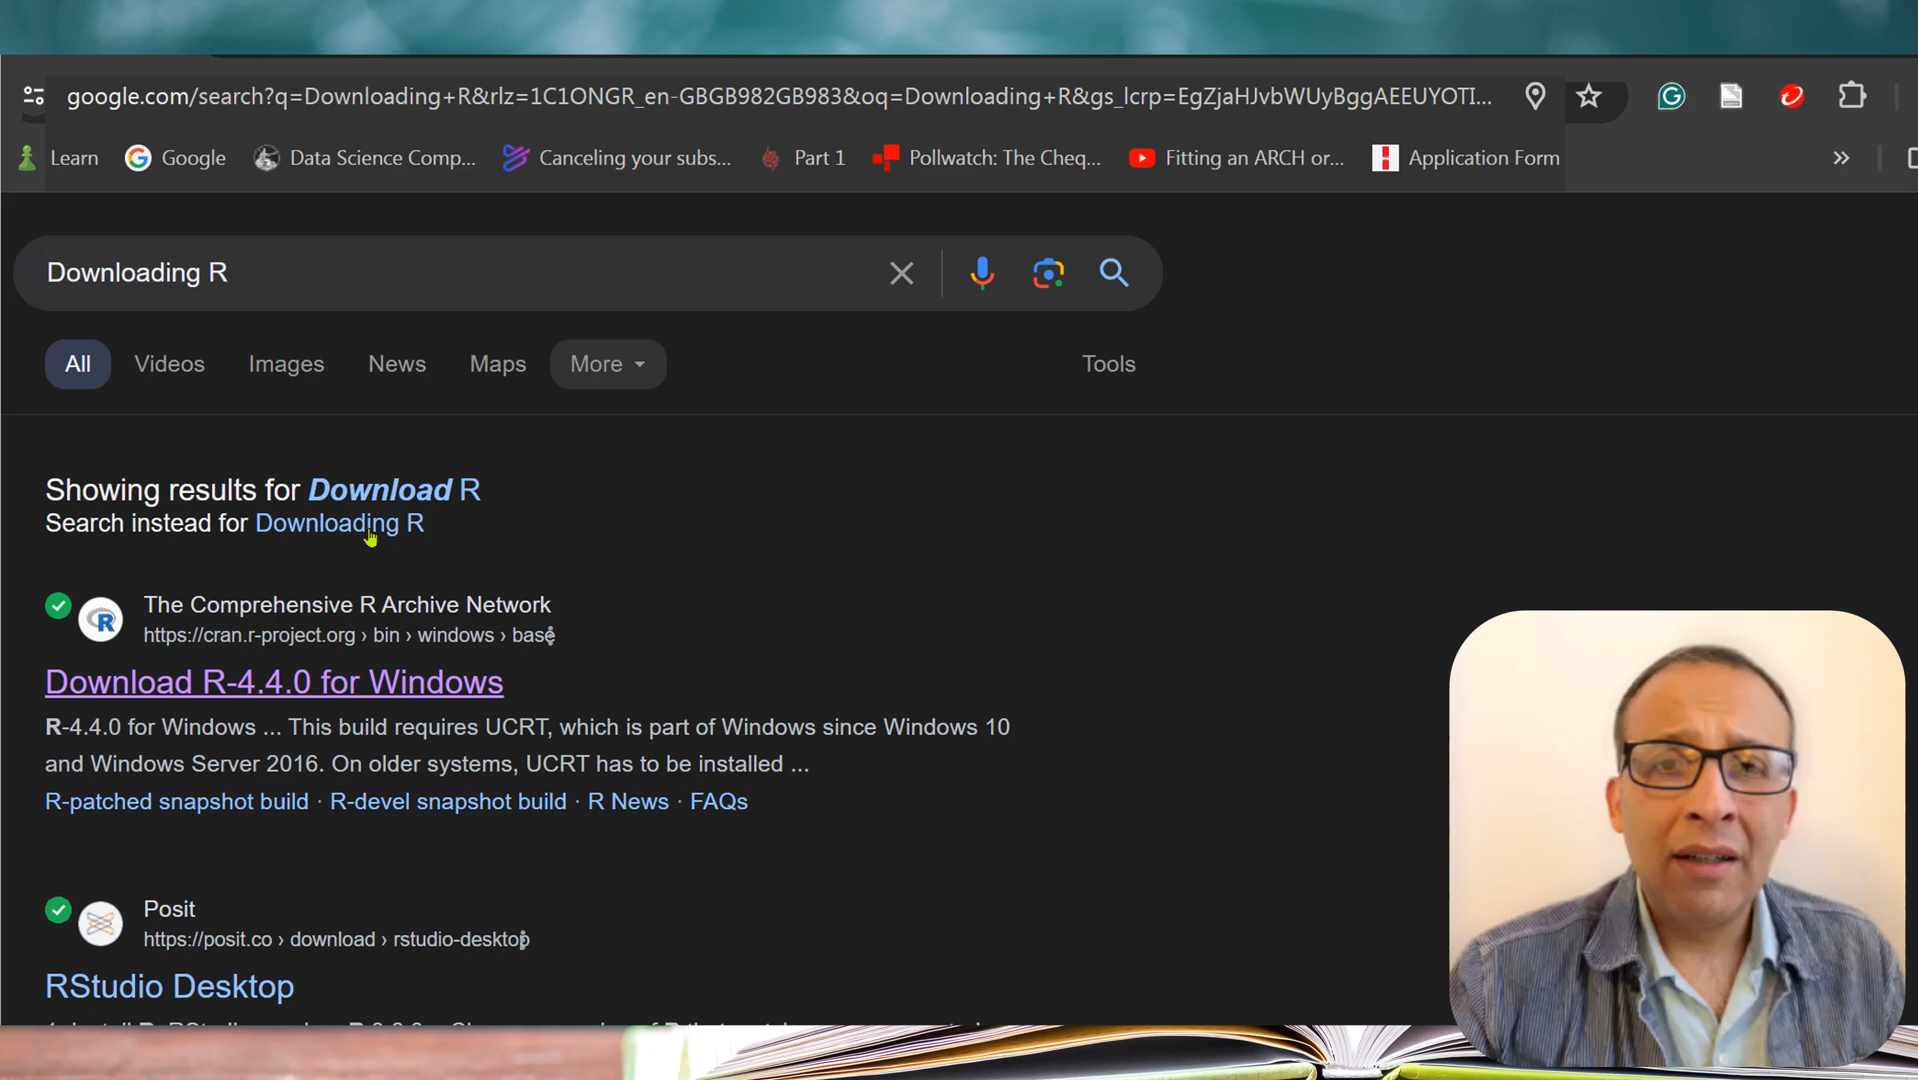 google.com/search?q=Downloading+R&rlz=1C1ONGR_en-GBGB982GB983&oq=Downloading+R&gs_lcrp=EgZjaHJvbWUyBggAEEUYOTI...
Learn Google Data Science Comp... Canceling your subs... Part 1 Pollwatch: The Cheq... Fitting an ARCH or... Application Form
Downloading R
All Videos Images News Maps More Tools
Showing results for Download R
Search instead for Downloading R
The Comprehensive R Archive Network
https://cran.r-project.org › bin › windows › base
Download R-4.4.0 for Windows
R-4.4.0 for Windows ... This build requires UCRT, which is part of Windows since Windows 10
and Windows Server 2016. On older systems, UCRT has to be installed ...
R-patched snapshot build · R-devel snapshot build · R News · FAQs
Posit
https://posit.co › download › rstudio-desktop
RStudio Desktop